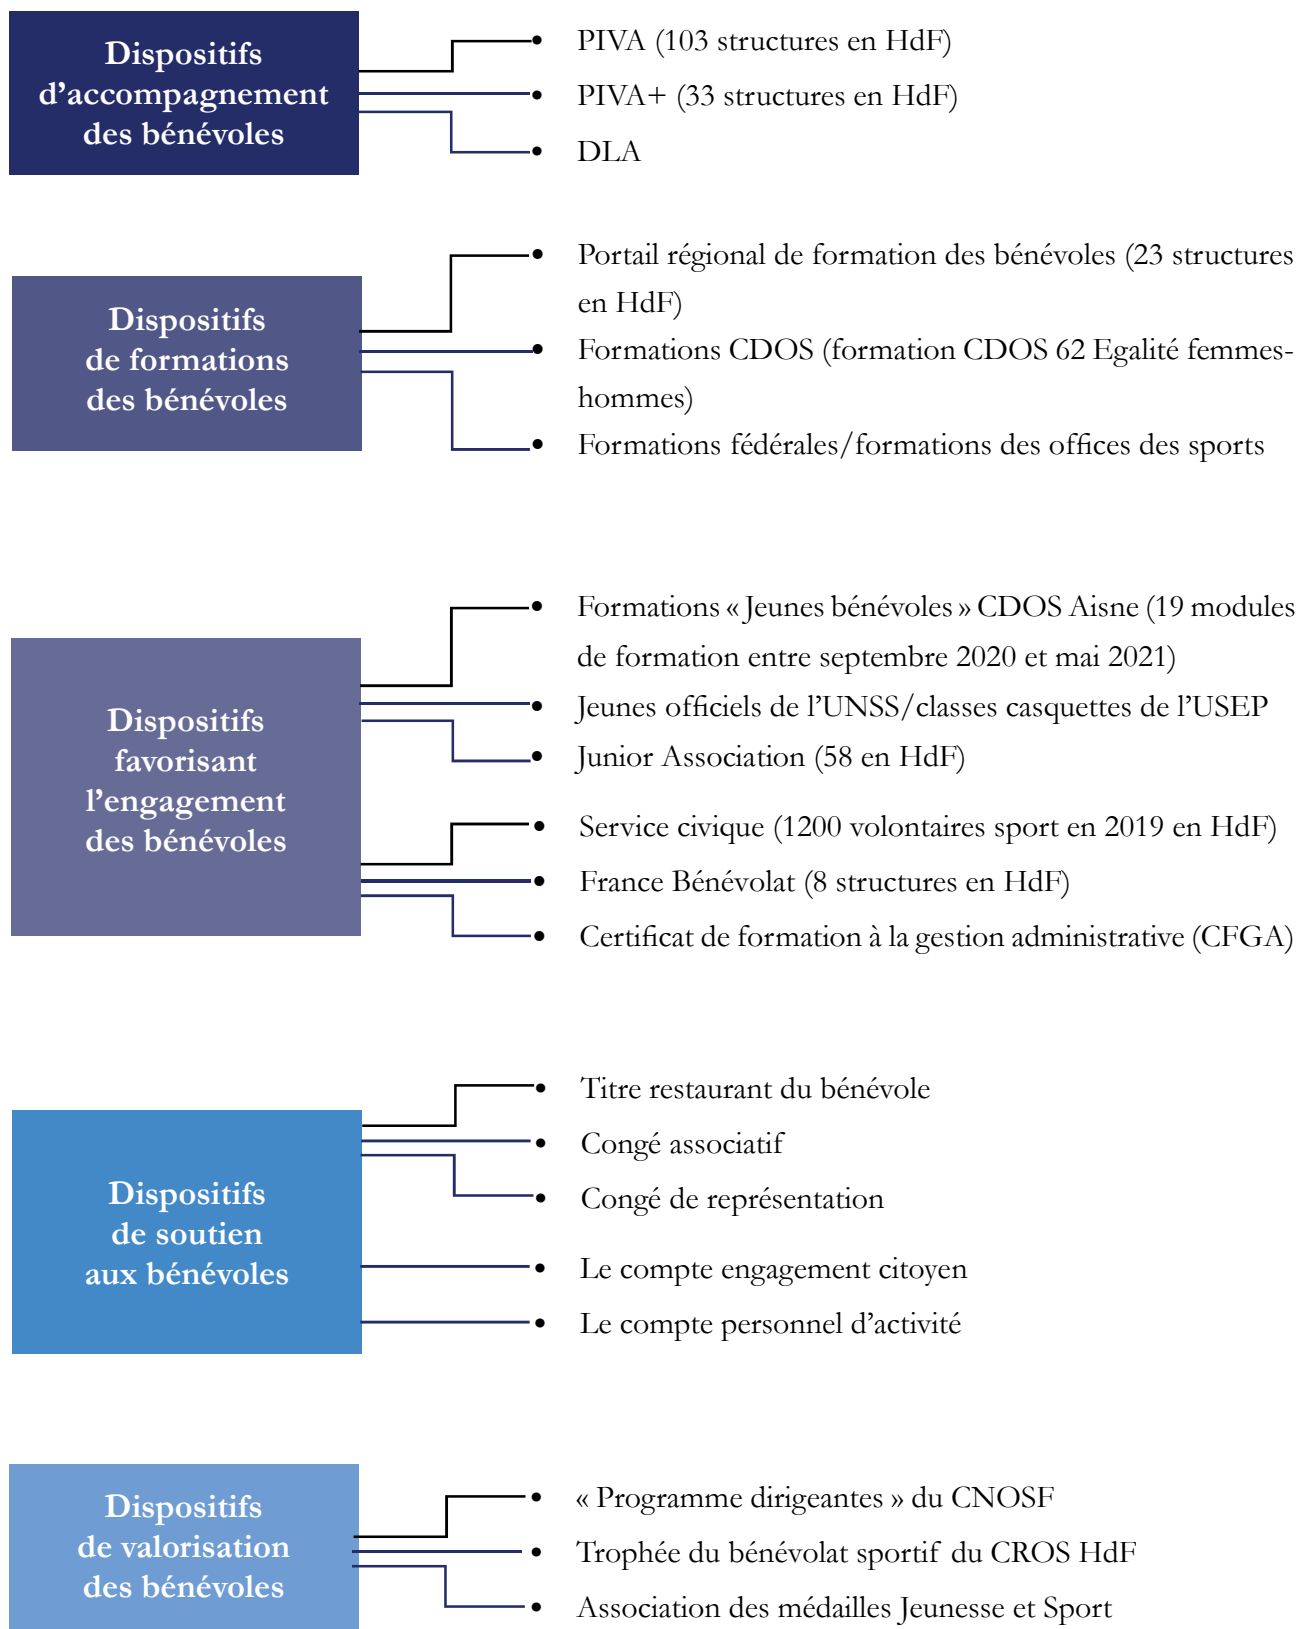 Dispositifs
d’accompagnement
des bénévoles
• PIVA (103 structures en HdF)
• PIVA+ (33 structures en HdF)
• DLA
Dispositifs
de formations
des bénévoles
• Portail régional de formation des bénévoles (23 structures
en HdF)
• Formations CDOS (formation CDOS 62 Egalité femmes-
hommes)
• Formations fédérales/formations des offices des sports
Dispositifs
favorisant
l’engagement
des bénévoles
• Formations « Jeunes bénévoles » CDOS Aisne (19 modules
de formation entre septembre 2020 et mai 2021)
• Jeunes officiels de l’UNSS/classes casquettes de l’USEP
• Junior Association (58 en HdF)
• Service civique (1200 volontaires sport en 2019 en HdF)
• France Bénévolat (8 structures en HdF)
• Certificat de formation à la gestion administrative (CFGA)
Dispositifs
de soutien
aux bénévoles
• Titre restaurant du bénévole
• Congé associatif
• Congé de représentation
• Le compte engagement citoyen
• Le compte personnel d’activité
Dispositifs
de valorisation
des bénévoles
• « Programme dirigeantes » du CNOSF
• Trophée du bénévolat sportif du CROS HdF
• Association des médailles Jeunesse et Sport